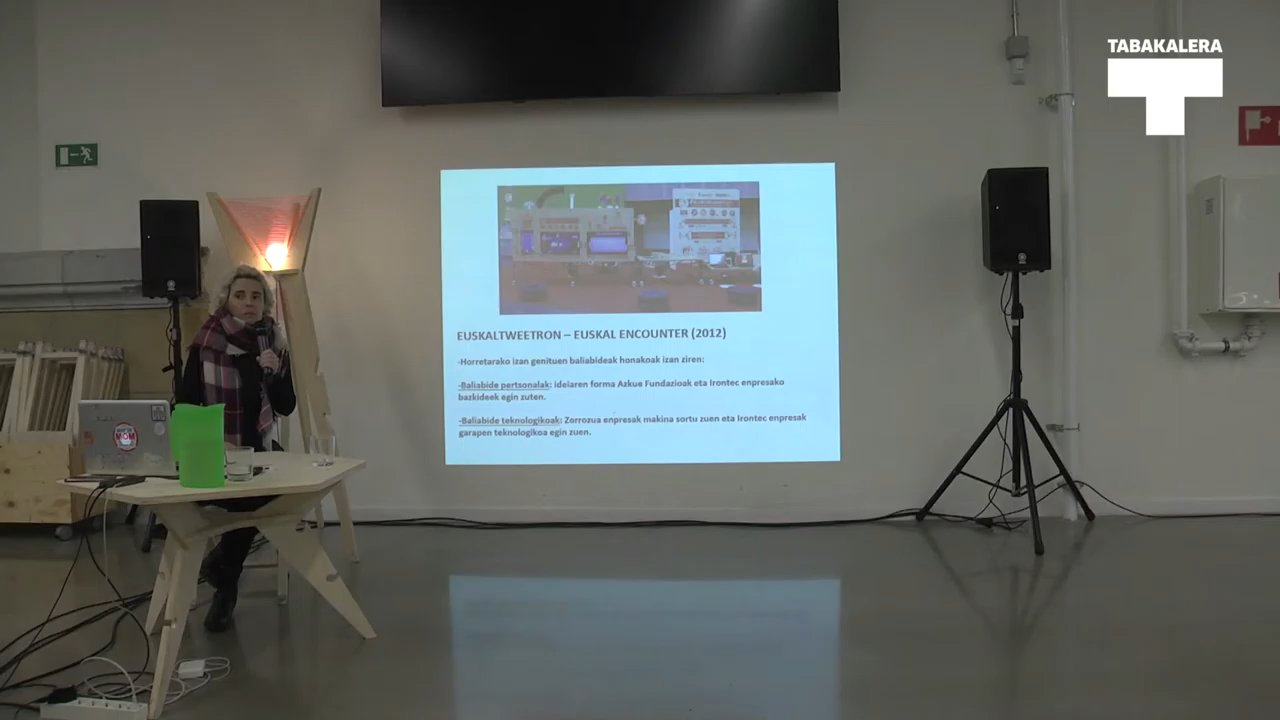 TABAKALERA
EUSKALTWEETRON – EUSKAL ENCOUNTER (2012)
-Horretarako izan genituen baliabideak honakoak izan ziren:
-Baliabide pertsonalak: ideiaren forma Azkue Fundazioak eta Irontec enpresako
bazkideek egin zuten.
-Baliabide teknologikoak: Zorrozua enpresak makina sortu zuen eta Irontec enpresak
garapen teknologikoa egin zuen.
MOM